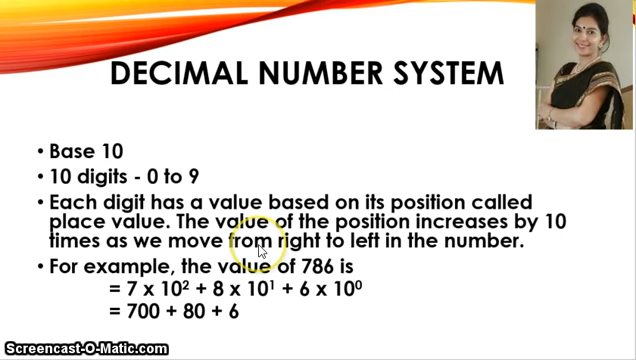 DECIMAL NUMBER SYSTEM
• Base 10
• 10 digits - 0 to 9
• Each digit has a value based on its position called
place value. The value of the position increases by 10
times as we move from right to left in the number.
• For example, the value of 786 is
= 7 x 10² + 8 x 10¹ + 6 x 10⁰
= 700 + 80 + 6
Screencast-O-Matic.com